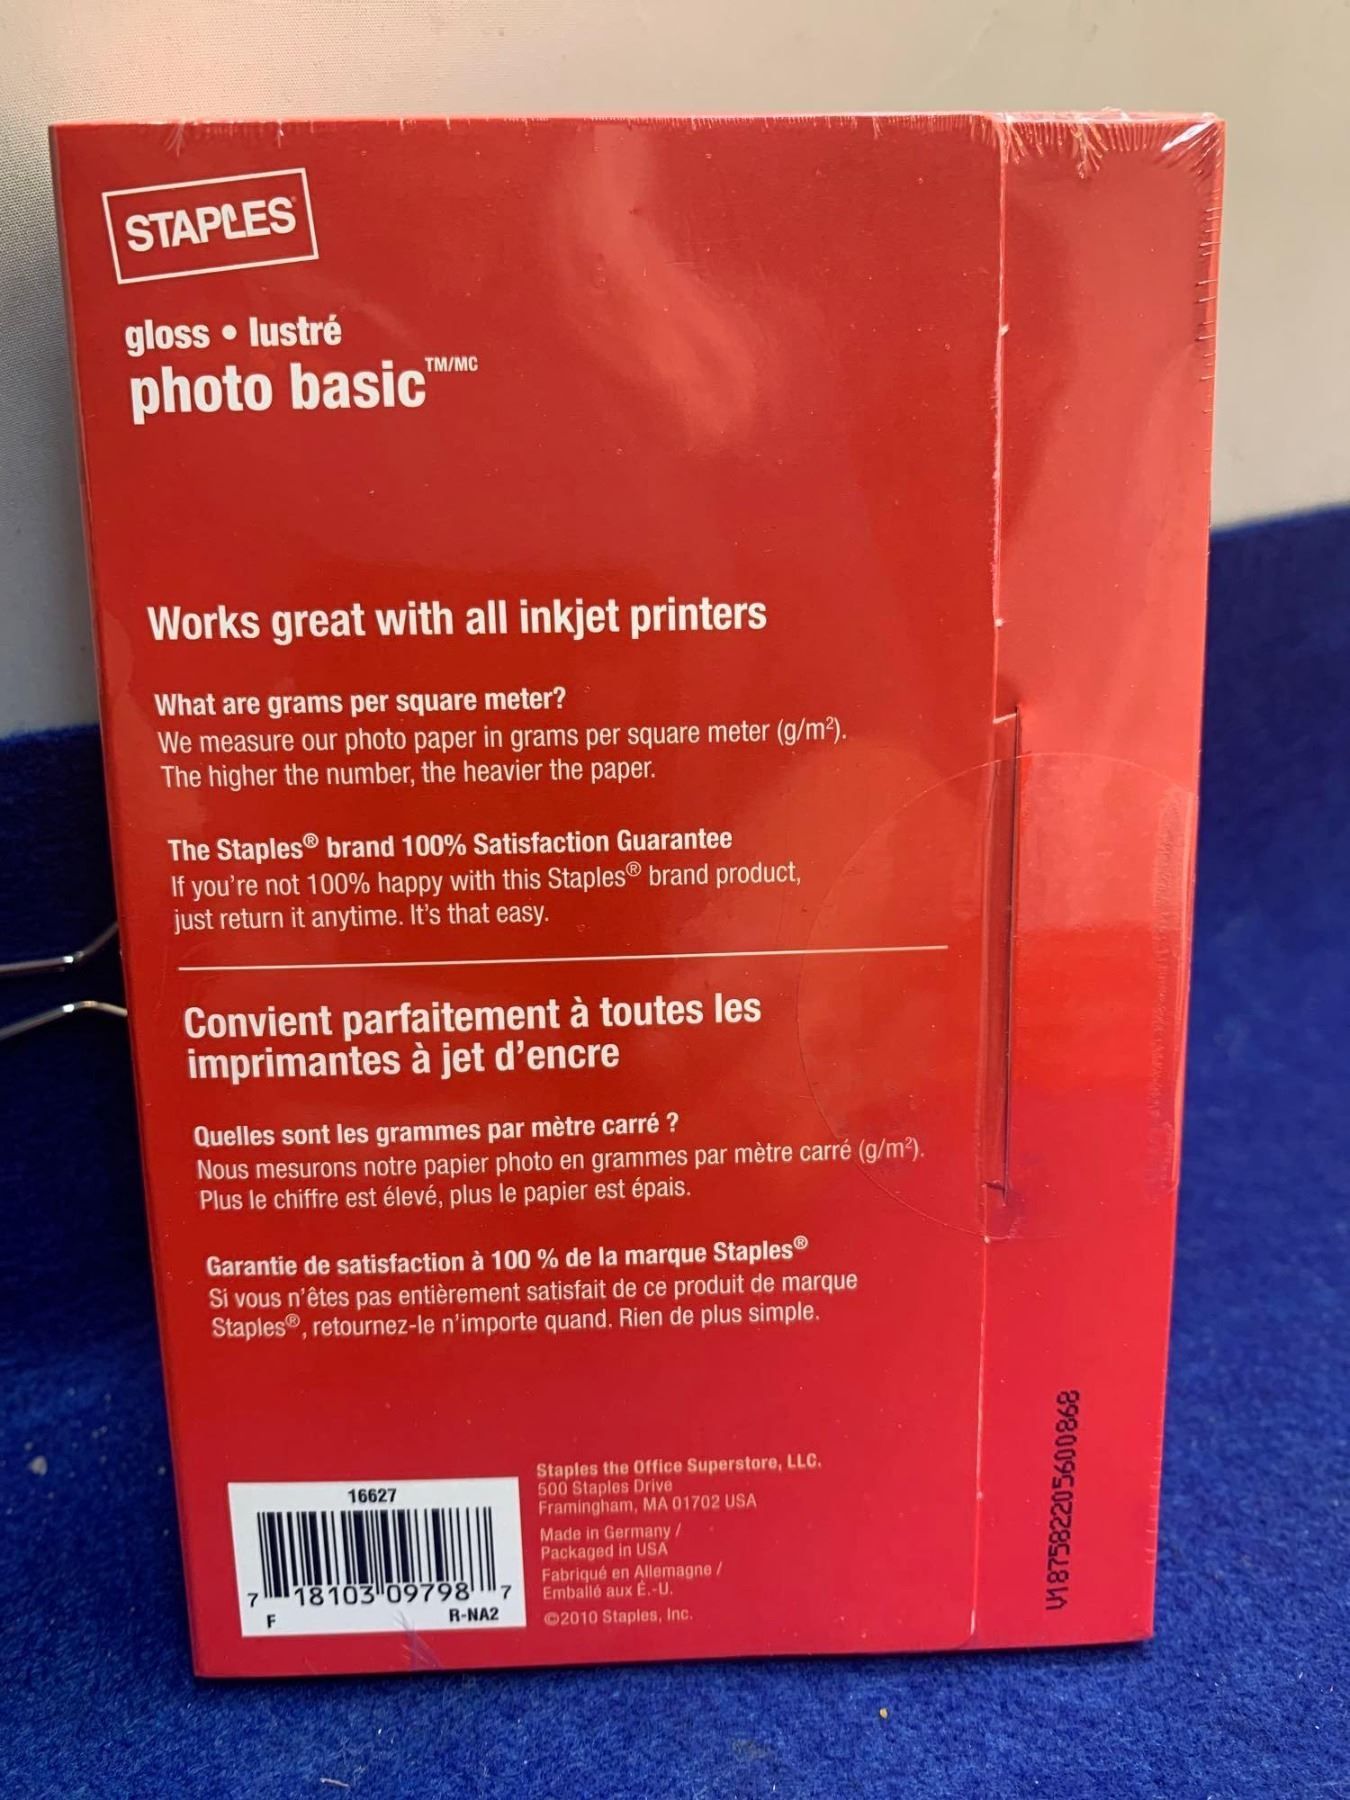 STAPLES
gloss • lustré
photo basic™/MC
Works great with all inkjet printers
What are grams per square meter?
We measure our photo paper in grams per square meter (g/m²).
The higher the number, the heavier the paper.
The Staples® brand 100% Satisfaction Guarantee
If you're not 100% happy with this Staples® brand product,
just return it anytime. It's that easy.
Convient parfaitement à toutes les
imprimantes à jet d'encre
Quelles sont les grammes par mètre carré ?
Nous mesurons notre papier photo en grammes par mètre carré (g/m²).
Plus le chiffre est élevé, plus le papier est épais.
Garantie de satisfaction à 100 % de la marque Staples®
Si vous n'êtes pas entièrement satisfait de ce produit de marque
Staples®, retournez-le n'importe quand. Rien de plus simple.
16627
7 18103 09798 7
F R-NA2
Staples the Office Superstore, LLC.
500 Staples Drive
Framingham, MA 01702 USA
Made in Germany /
Packaged in USA
Fabriqué en Allemagne /
Emballé aux É.-U.
©2010 Staples, Inc.
V187582205600868